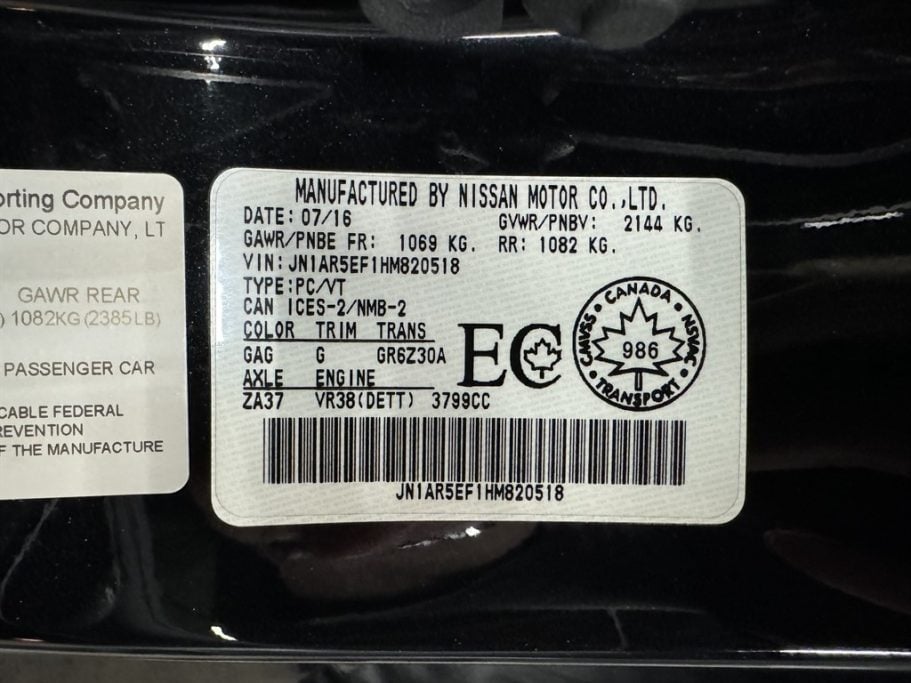 orting Company
OR COMPANY, LT
GAWR REAR
) 1082KG (2385LB)
PASSENGER CAR
CABLE FEDERAL
REVENTION
F THE MANUFACTURE
MANUFACTURED BY NISSAN MOTOR CO.,LTD.
DATE: 07/16 GVWR/PNBV: 2144 KG.
GAWR/PNBE FR: 1069 KG. RR: 1082 KG.
VIN: JN1AR5EF1HM820518
TYPE:PC/VT
CAN ICES-2/NMB-2
COLOR TRIM TRANS
GAG G GR6Z30A
AXLE ENGINE
ZA37 VR38(DETT) 3799CC
EC
CANADA
CMVSS NSVAC
986
TRANSPORT
JN1AR5EF1HM820518